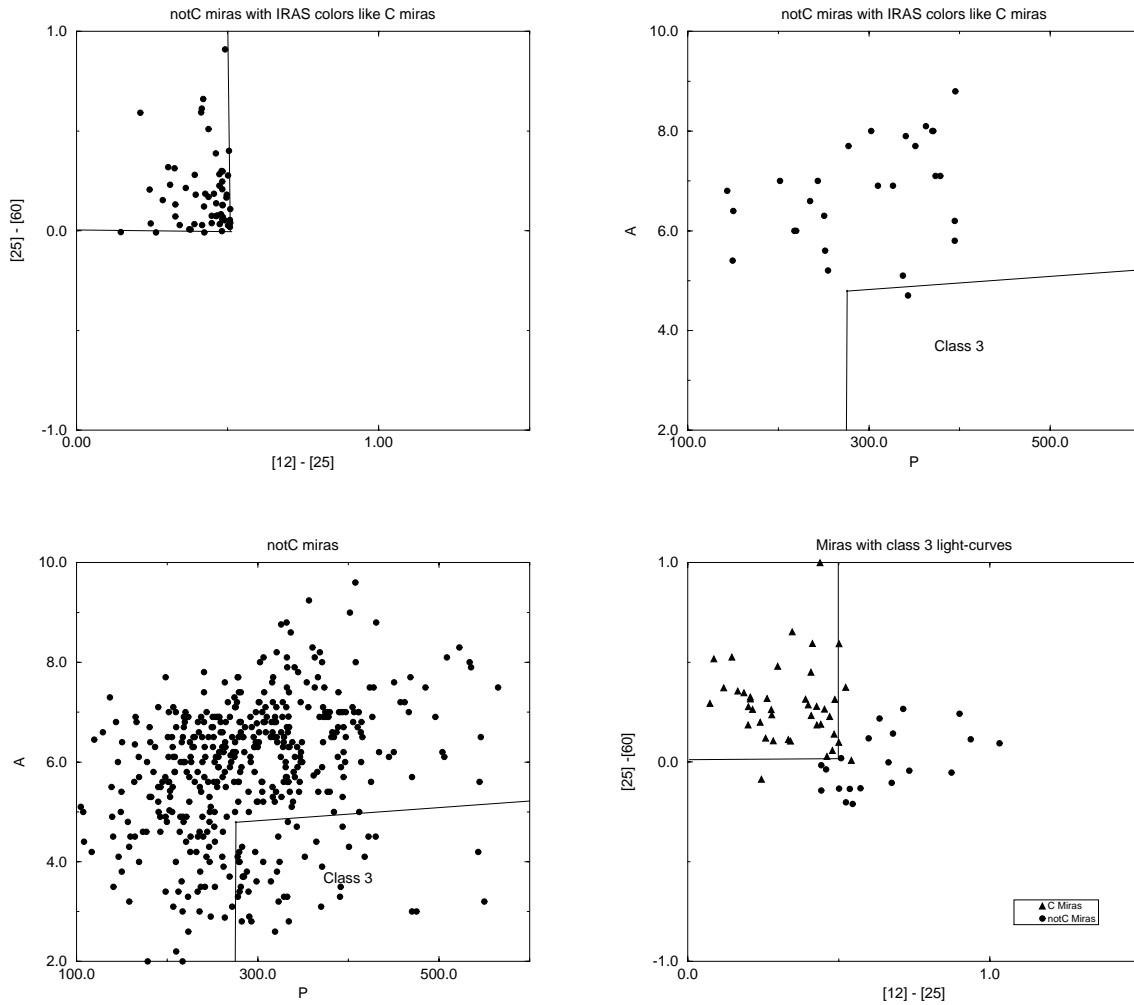 notC miras with IRAS colors like C miras
1.0
0.0
-1.0
[25] - [60]
0.00
1.00
[12] - [25]
notC miras with IRAS colors like C miras
10.0
8.0
6.0
4.0
2.0
A
Class 3
100.0
300.0
500.0
P
notC miras
10.0
8.0
6.0
4.0
2.0
A
Class 3
100.0
300.0
500.0
P
Miras with class 3 light-curves
1.0
0.0
-1.0
[25] -[60]
C Miras
notC Miras
0.0
1.0
[12] - [25]